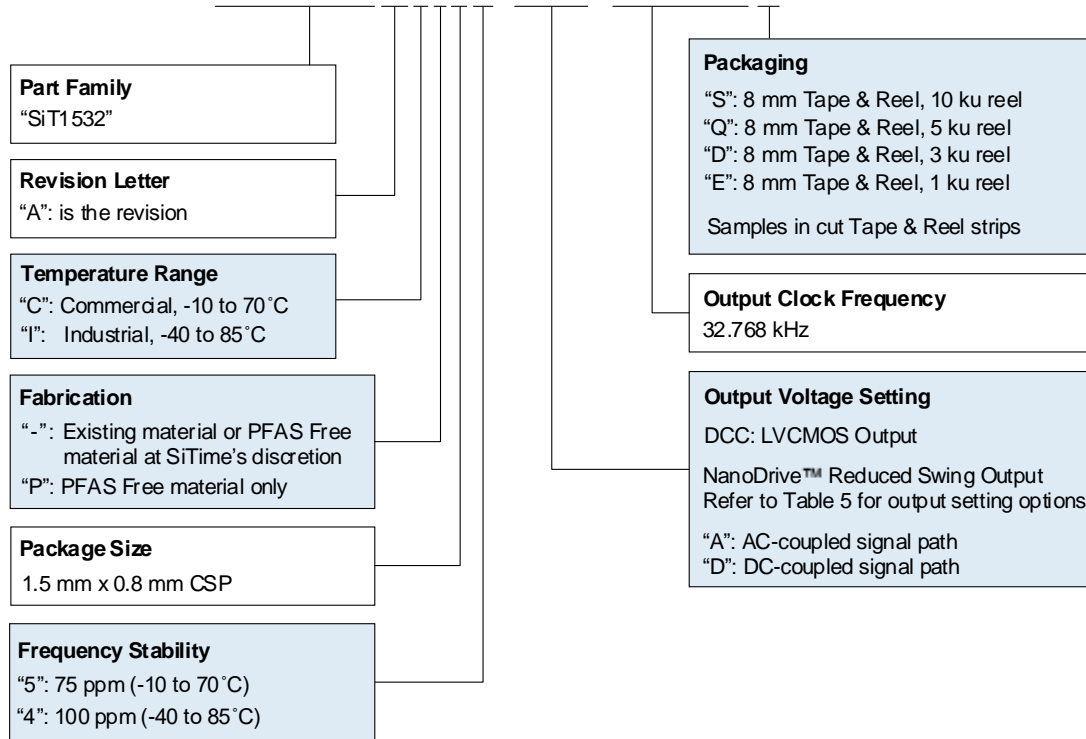 Part Family
“SiT1532”
Revision Letter
“A”: is the revision
Temperature Range
“C”: Commercial, -10 to 70˚C
“I”: Industrial, -40 to 85˚C
Fabrication
“-”: Existing material or PFAS Free
material at SiTime’s discretion
“P”: PFAS Free material only
Package Size
1.5 mm x 0.8 mm CSP
Frequency Stability
“5”: 75 ppm (-10 to 70˚C)
“4”: 100 ppm (-40 to 85˚C)
Packaging
“S”: 8 mm Tape & Reel, 10 ku reel
“Q”: 8 mm Tape & Reel, 5 ku reel
“D”: 8 mm Tape & Reel, 3 ku reel
“E”: 8 mm Tape & Reel, 1 ku reel
Samples in cut Tape & Reel strips
Output Clock Frequency
32.768 kHz
Output Voltage Setting
DCC: LVCMOS Output
NanoDrive™ Reduced Swing Output
Refer to Table 5 for output setting options
“A”: AC-coupled signal path
“D”: DC-coupled signal path